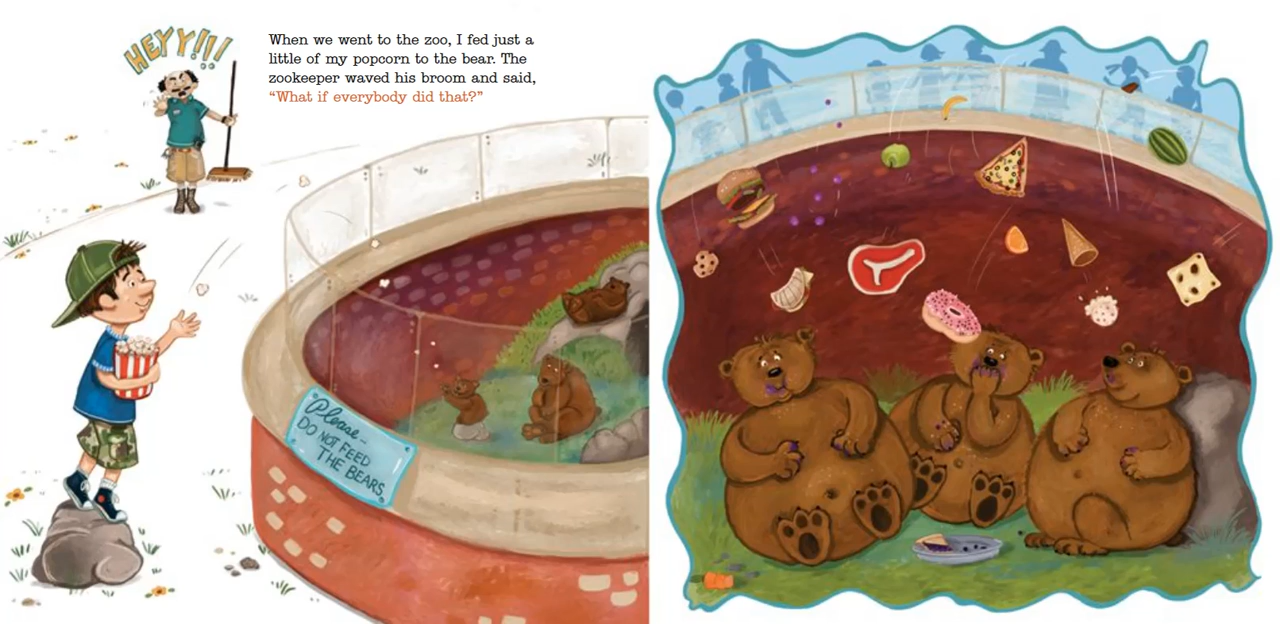 HEYY!!!
When we went to the zoo, I fed just a
little of my popcorn to the bear. The
zookeeper waved his broom and said,
“What if everybody did that?”
Please–
DO NOT FEED
THE BEARS